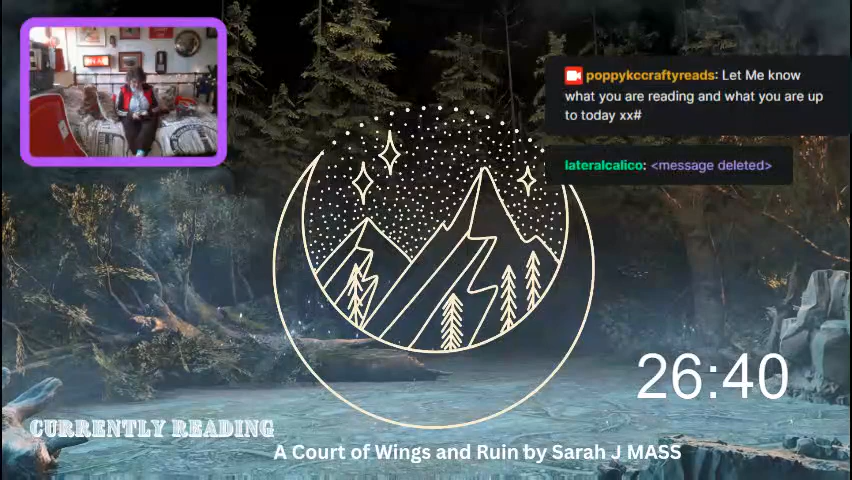 poppykccraftyreads: Let Me know
what you are reading and what you are up
to today xx#
lateralcalico: <message deleted>
26:40
CURRENTLY READING
A Court of Wings and Ruin by Sarah J MASS